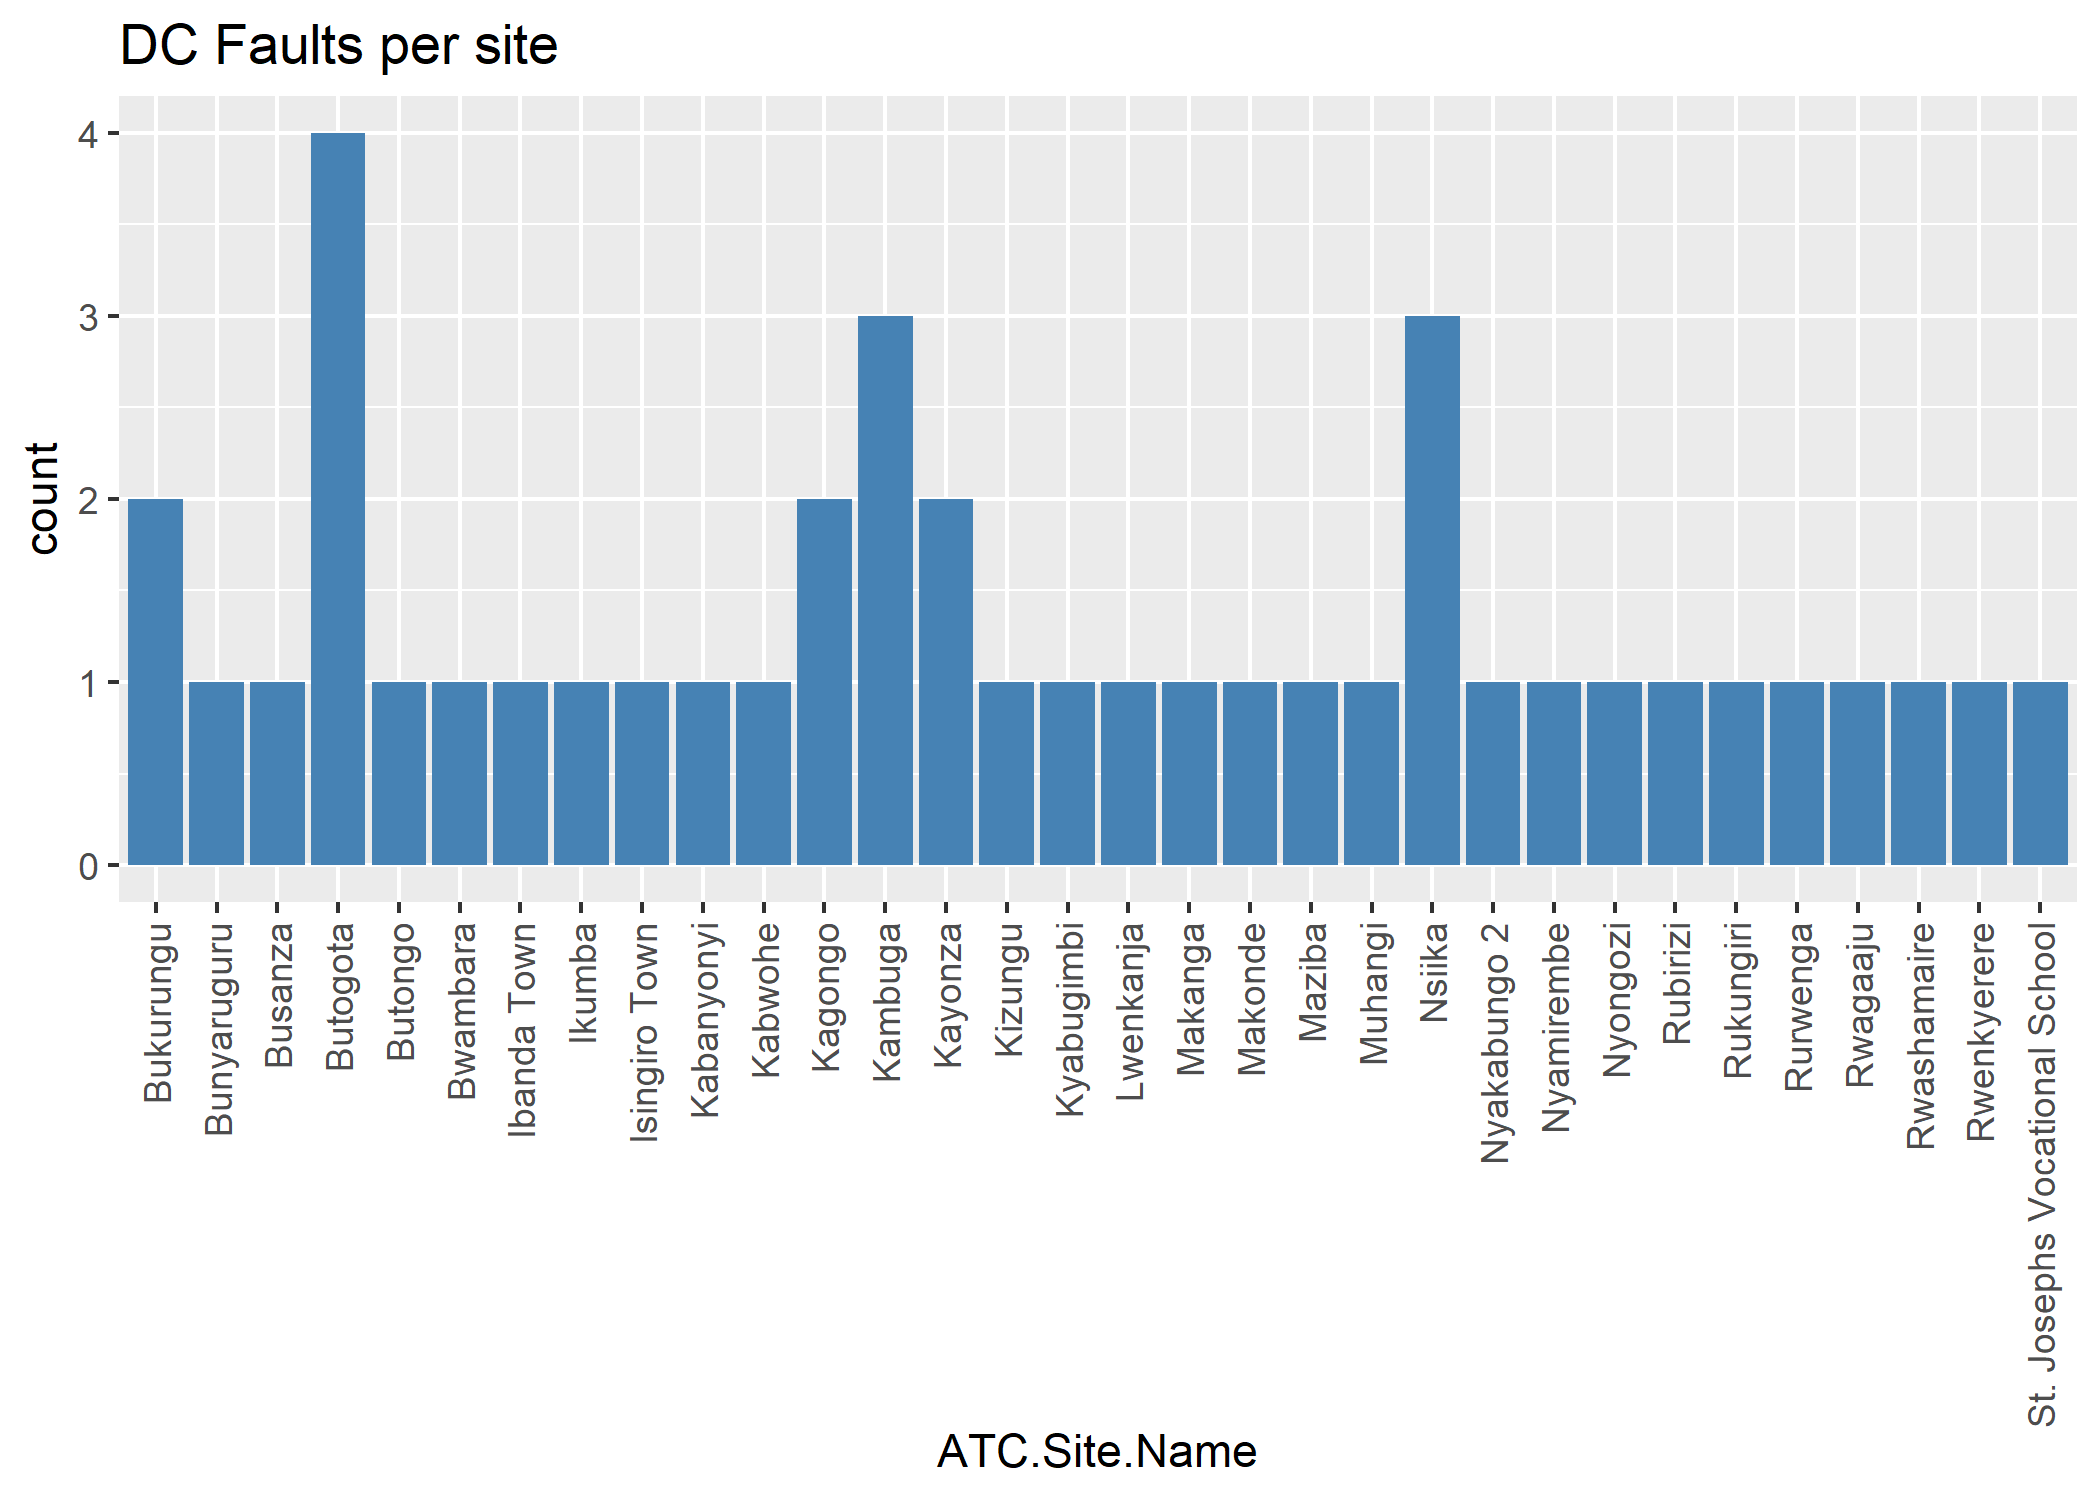 DC Faults per site
count
4
3
2
1
0
Bukurungu
Bunyaruguru
Busanza
Butogota
Butongo
Bwambara
Ibanda Town
Ikumba
Isingiro Town
Kabanyonyi
Kabwohe
Kagongo
Kambuga
Kayonza
Kizungu
Kyabugimbi
Lwenkanja
Makanga
Makonde
Maziba
Muhangi
Nsiika
Nyakabungo 2
Nyamirembe
Nyongozi
Rubirizi
Rukungiri
Rurwenga
Rwagaaju
Rwashamaire
Rwenkyerere
St. Josephs Vocational School
ATC.Site.Name